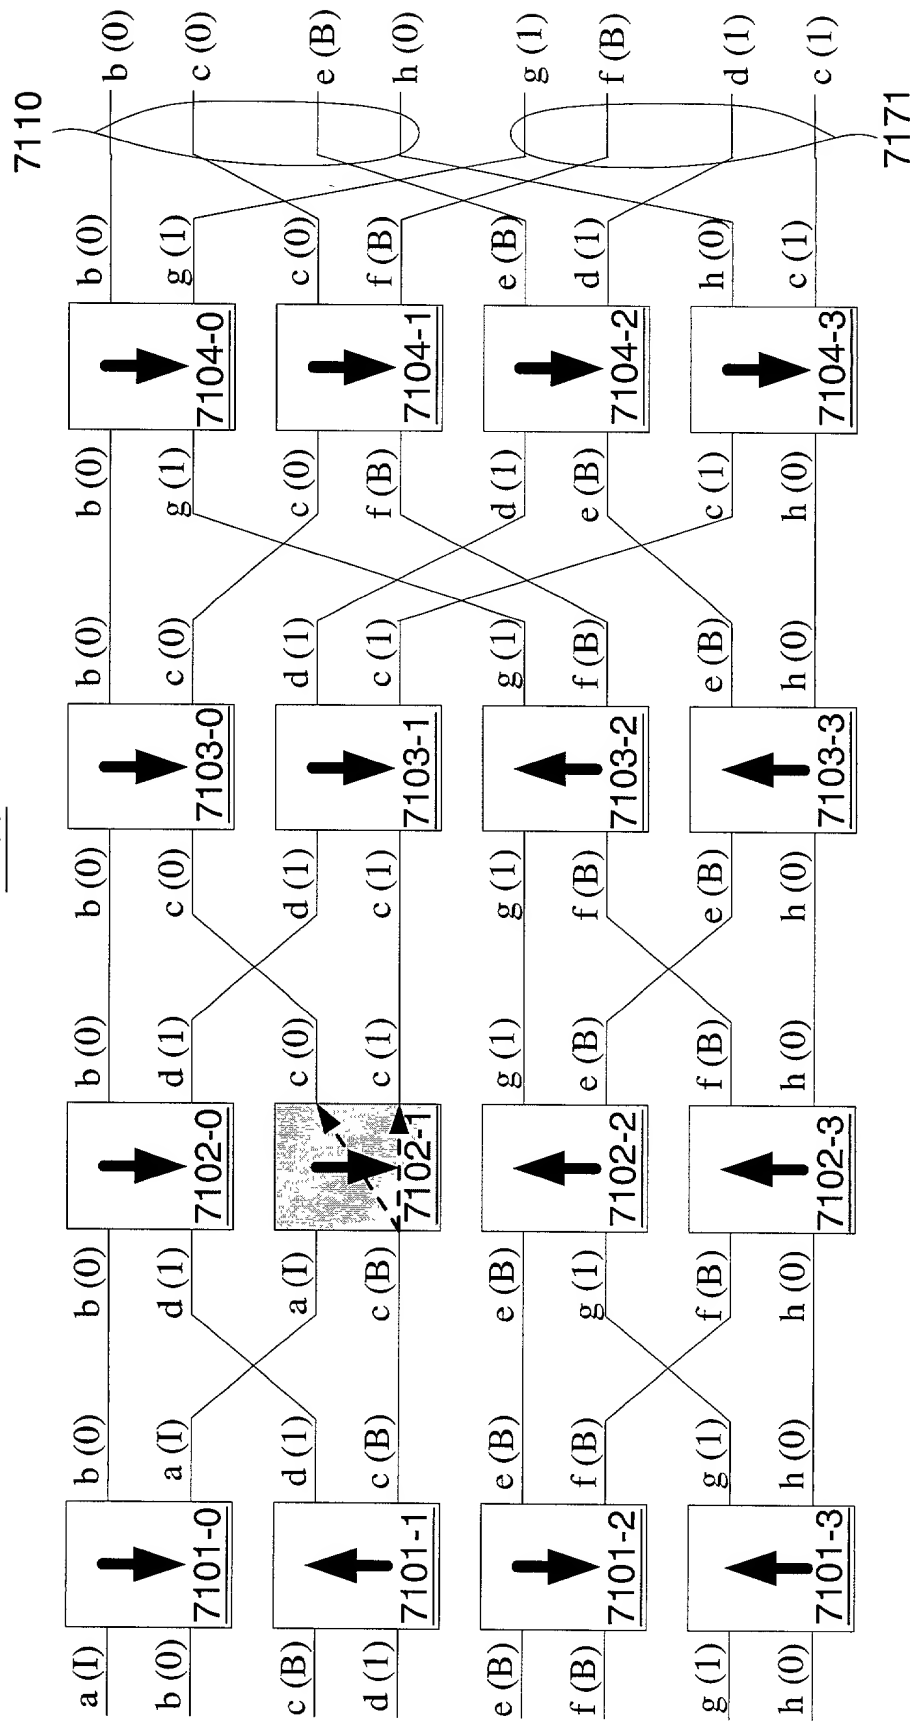 7110
a (I) b (0) b (0) b (0) b (0) b (0) b (0) b (0) b (0)
b (0) a (I) d (1) d (1) c (0) c (0) g (1) g (1) c (0)
7101-0 7102-0 7103-0 7104-0
c (B) d (1) a (I) c (0) d (1) d (1) c (0) c (0) e (B)
d (1) c (B) c (B) c (1) c (1) c (1) f (B) f (B) h (0)
7101-1 7102-1 7103-1 7104-1
e (B) e (B) e (B) g (1) g (1) g (1) d (1) e (B) g (1)
f (B) f (B) g (1) e (B) f (B) f (B) e (B) d (1) f (B)
7101-2 7102-2 7103-2 7104-2
g (1) g (1) f (B) f (B) e (B) e (B) c (1) h (0) d (1)
h (0) h (0) h (0) h (0) h (0) h (0) h (0) c (1) c (1)
7101-3 7102-3 7103-3 7104-3
7171